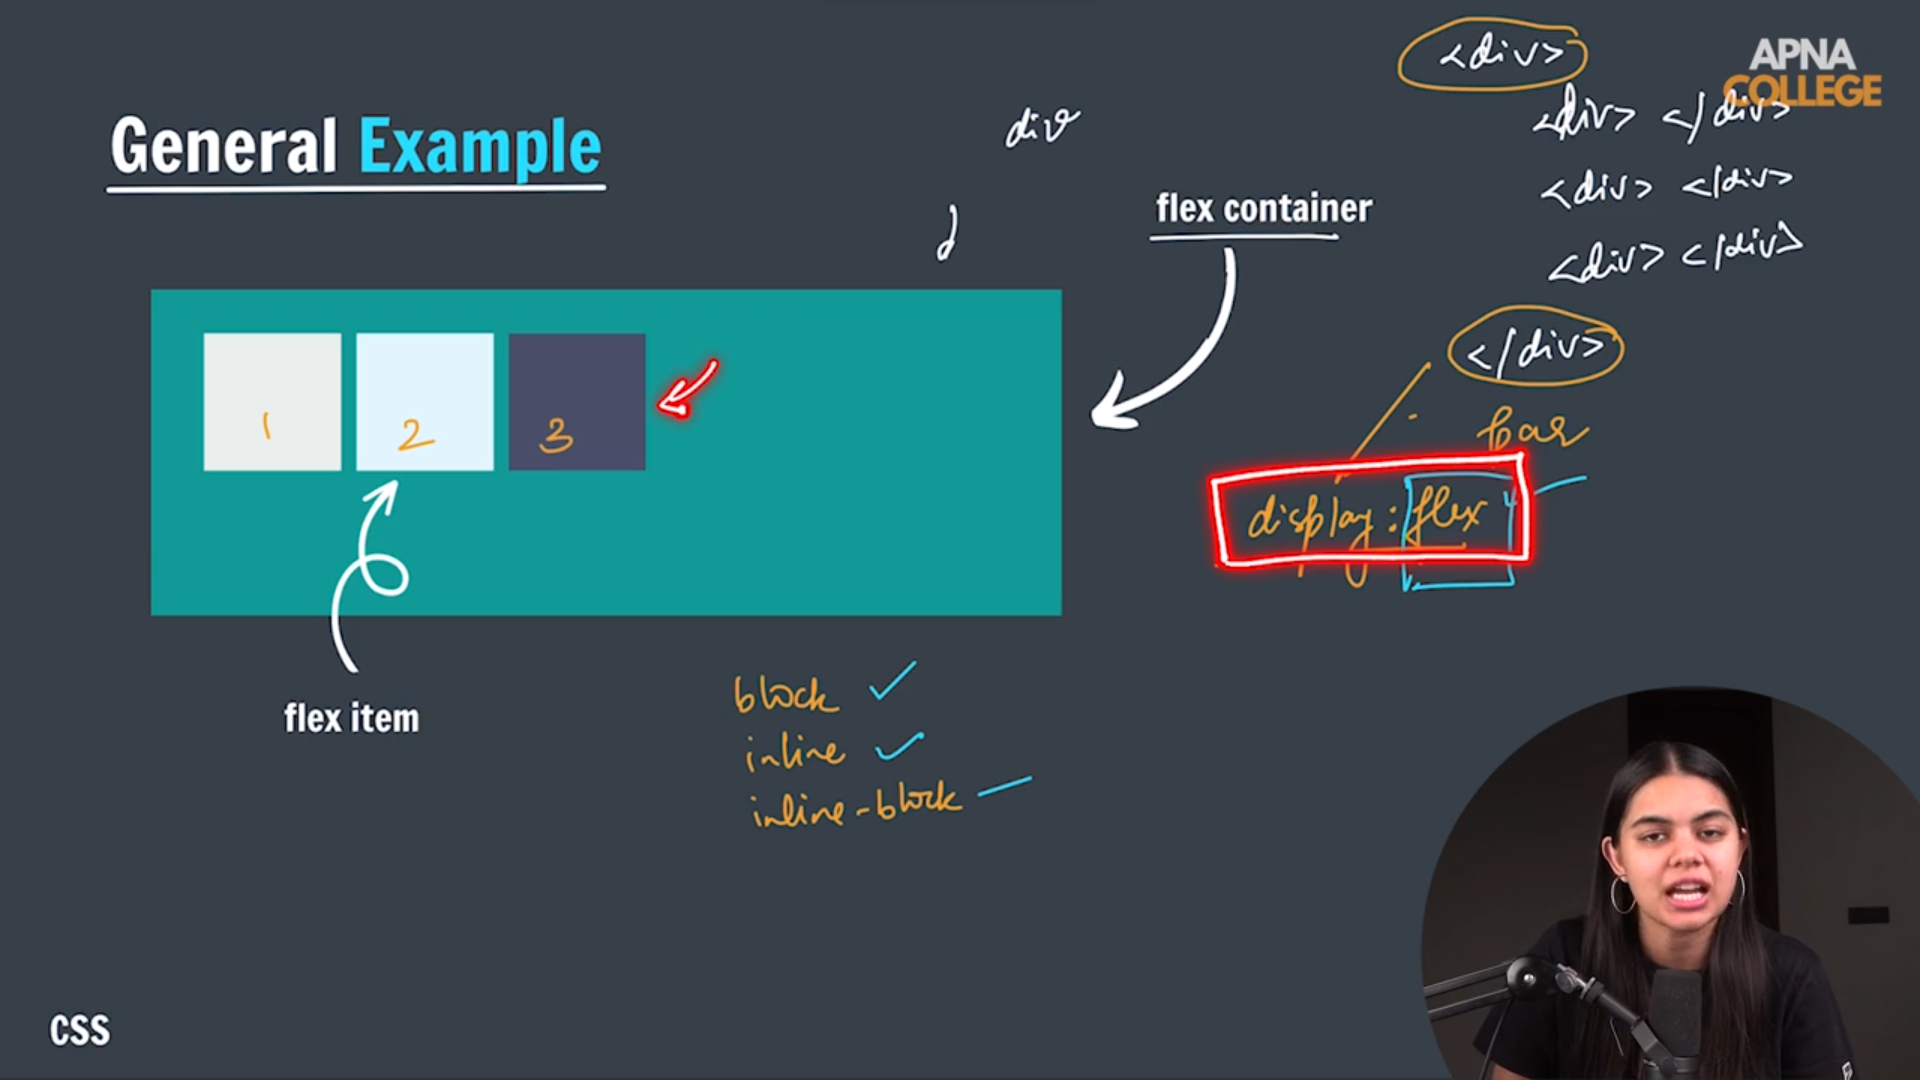 <div>
APNA
COLLEGE
<div> </div>
General Example
div
<div> </div>
flex container
<div> </div>
</div>
1
2
3
display: flex
block
flex item
inline
inline-block
CSS